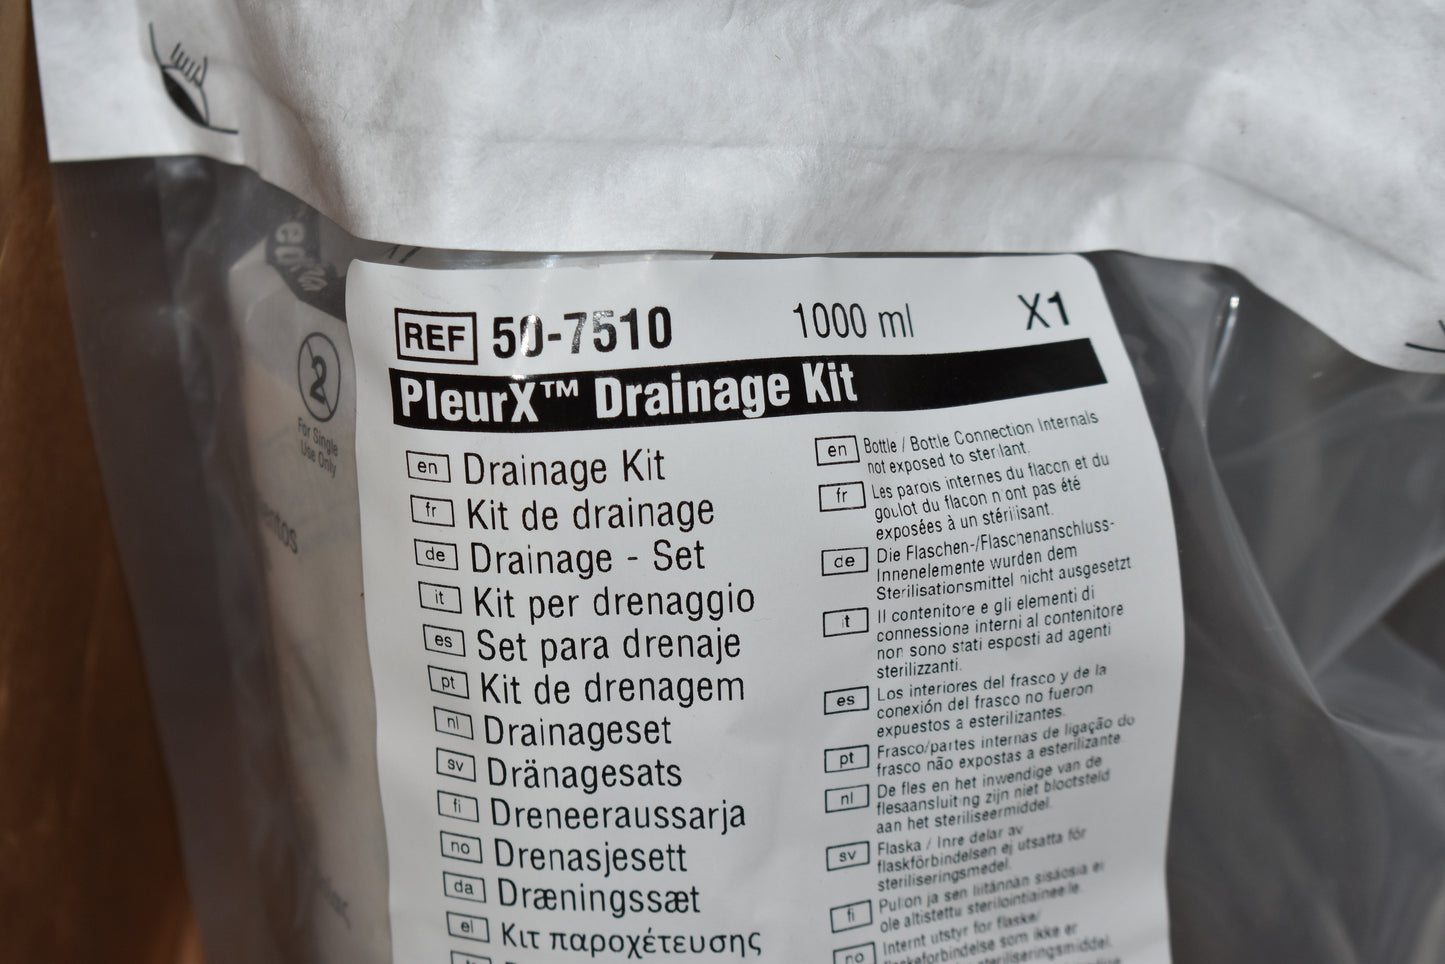 REF 50-7510 1000 ml X1
PleurX™ Drainage Kit
en Drainage Kit
fr Kit de drainage
de Drainage - Set
it Kit per drenaggio
es Set para drenaje
pt Kit de drenagem
nl Drainageset
sv Dränagesats
fi Dreneeraussarja
no Drenasjesett
da Dræningssæt
el Κιτ παροχέτευσης
en Bottle / Bottle Connection Internals
not exposed to sterilant.
fr Les parois internes du flacon et du
goulot du flacon n'ont pas été
exposées à un stérilisant.
de Die Flaschen-/Flaschenanschluss-
Innenelemente wurden dem
Sterilisationsmittel nicht ausgesetzt
it Il contenitore e gli elementi di
connessione interni al contenitore
non sono stati esposti ad agenti
sterilizzanti.
es Los interiores del frasco y de la
conexión del frasco no fueron
expuestos a esterilizantes.
pt Frasco/partes internas de ligação do
frasco não expostas a esterilizante
nl De fles en het inwendige van de
flesaansluiting zijn niet blootsteld
aan het steriliseermiddel.
sv Flaska / Inre delar av
flaskförbindelsen ej utsatta för
steriliseringsmedel.
fi Pullon ja sen liitännän sisäosia ei
ole altistettu sterilointiaineelle
no Internt utstyr for flaske/
flaskeforbindelse som ikke er
steriliseringsmiddel.
2
For Single
Use Only